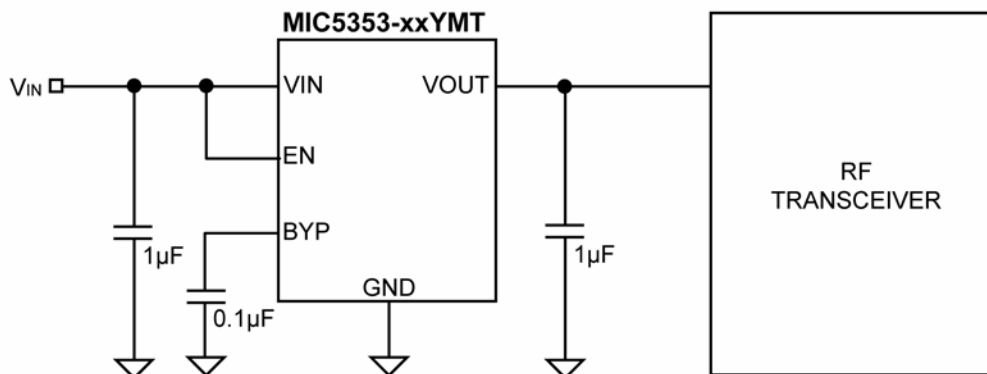 MIC5353-xxYMT
VIN
VIN
VOUT
EN
BYP
GND
1µF
0.1µF
1µF
RF
TRANSCEIVER